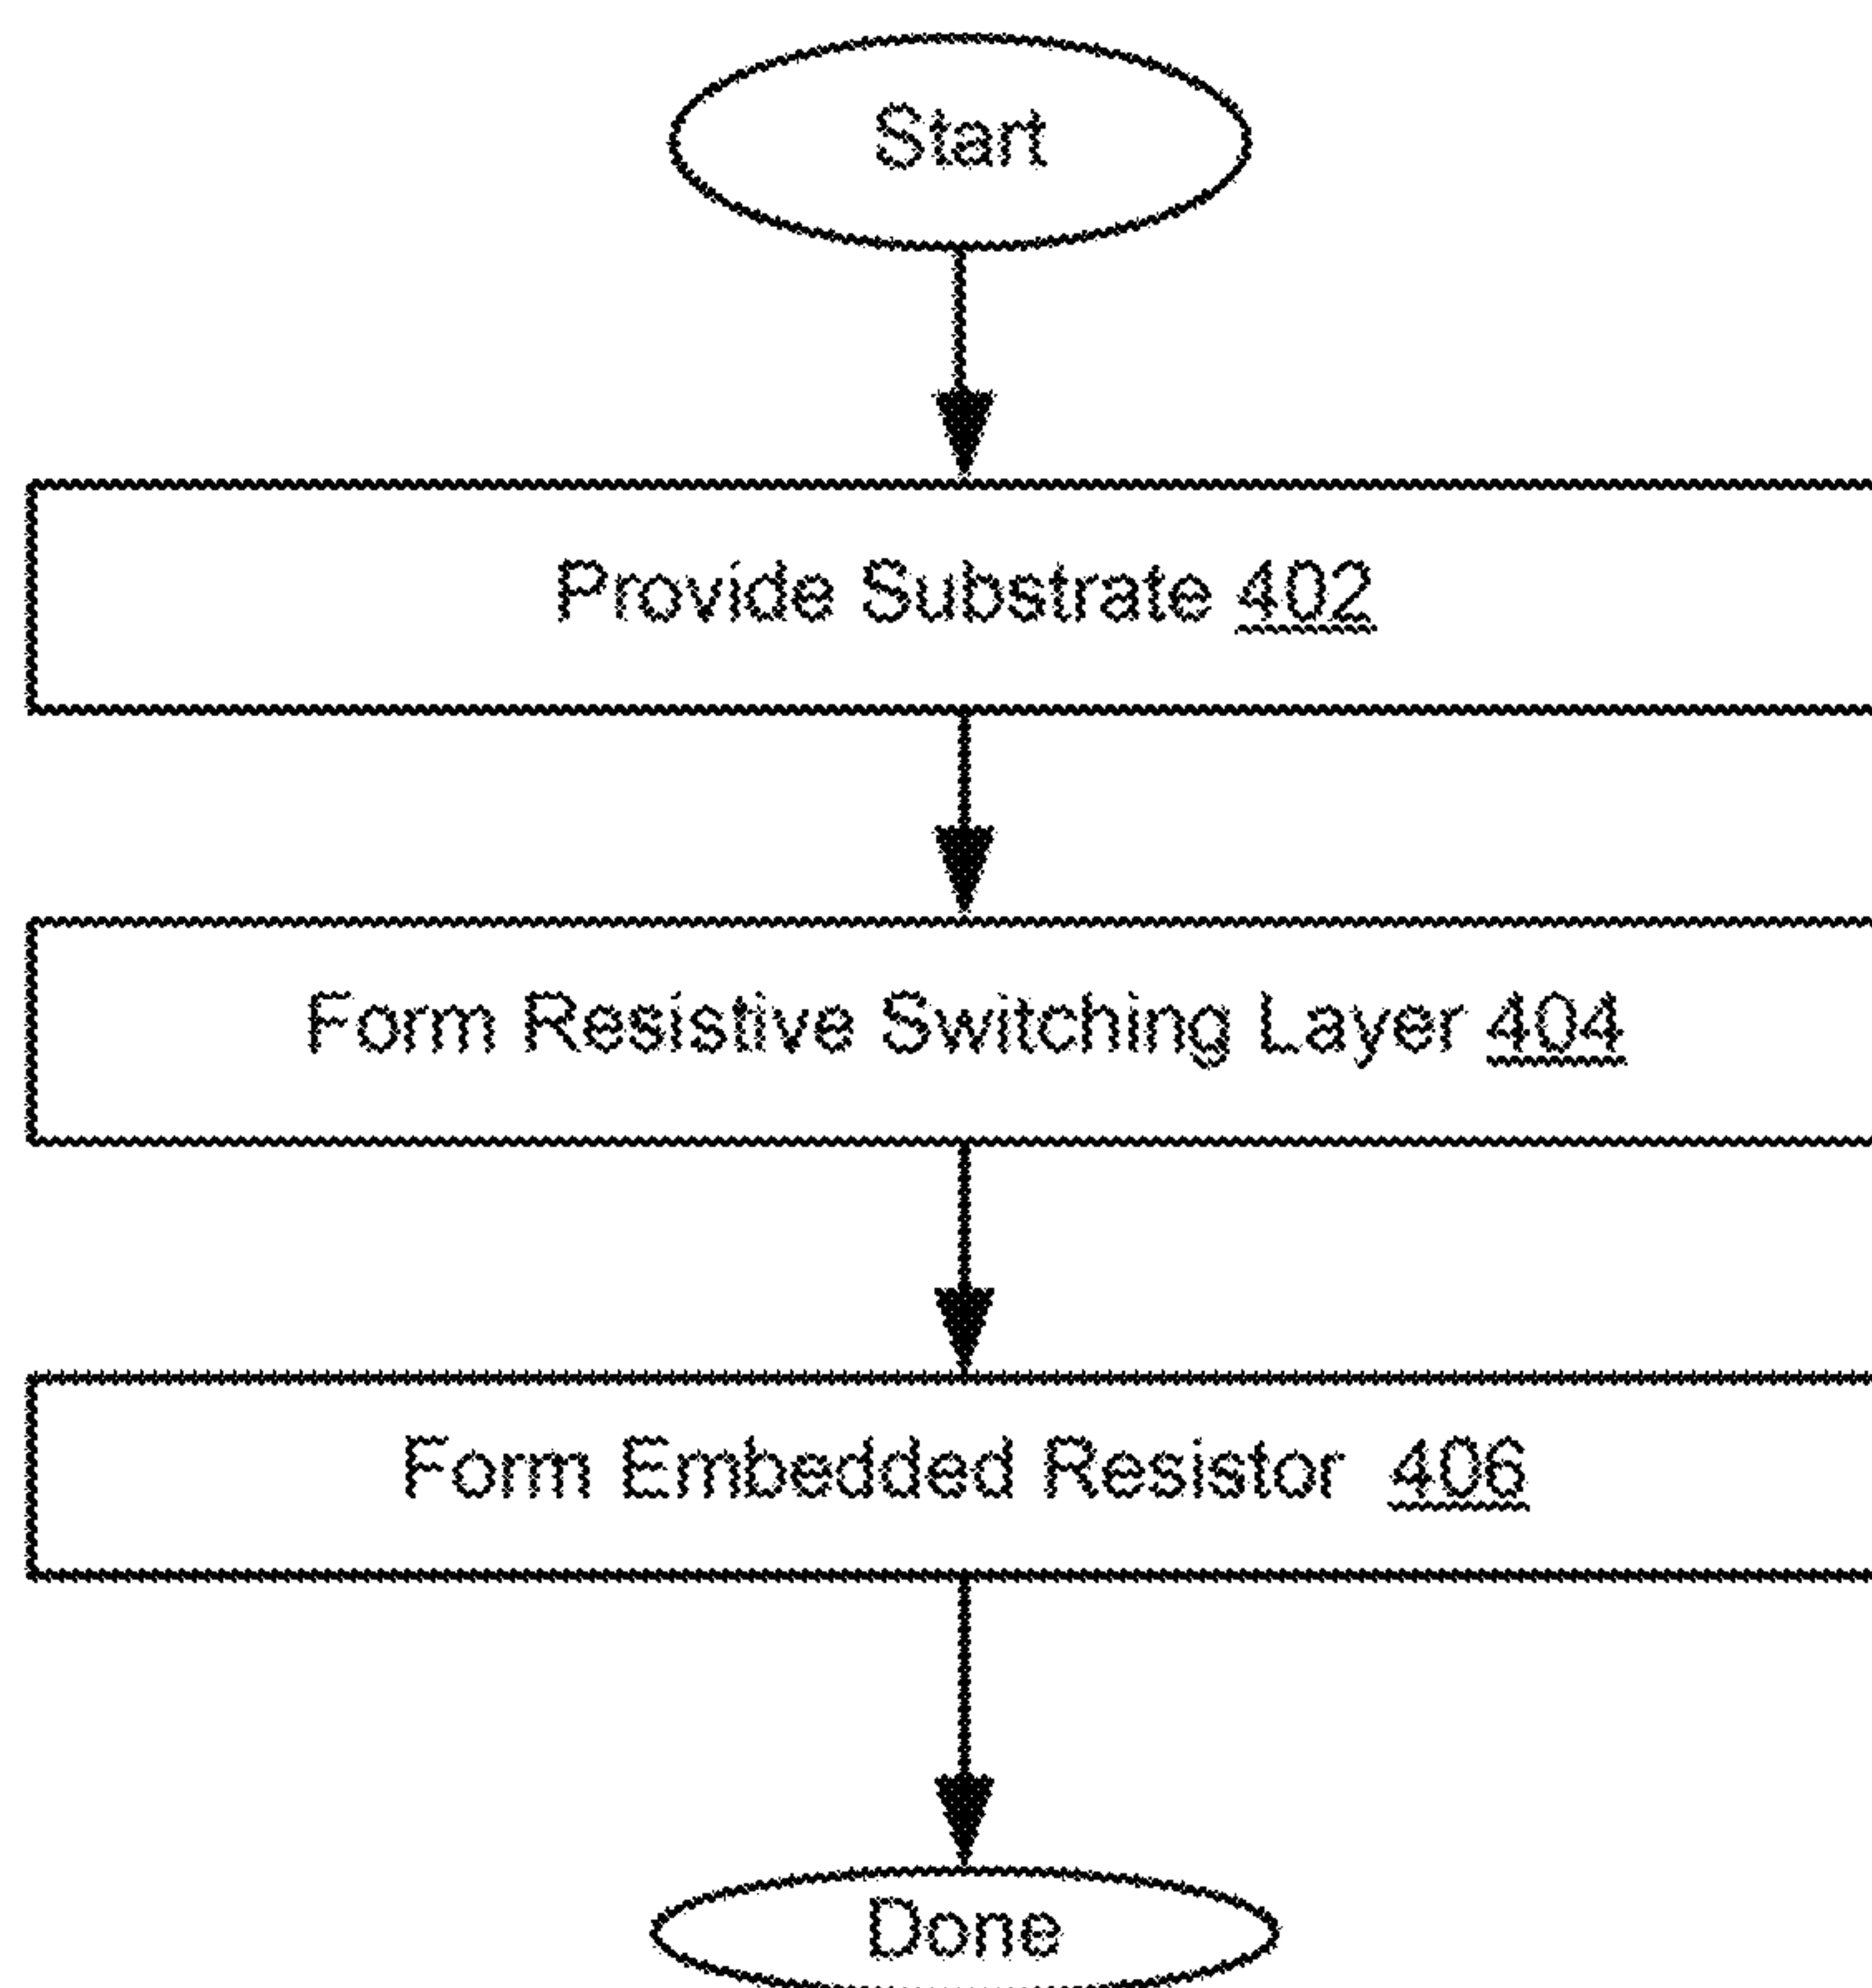 Start
Provide Substrate 402
Form Resistive Switching Layer 404
Form Embedded Resistor 406
Done